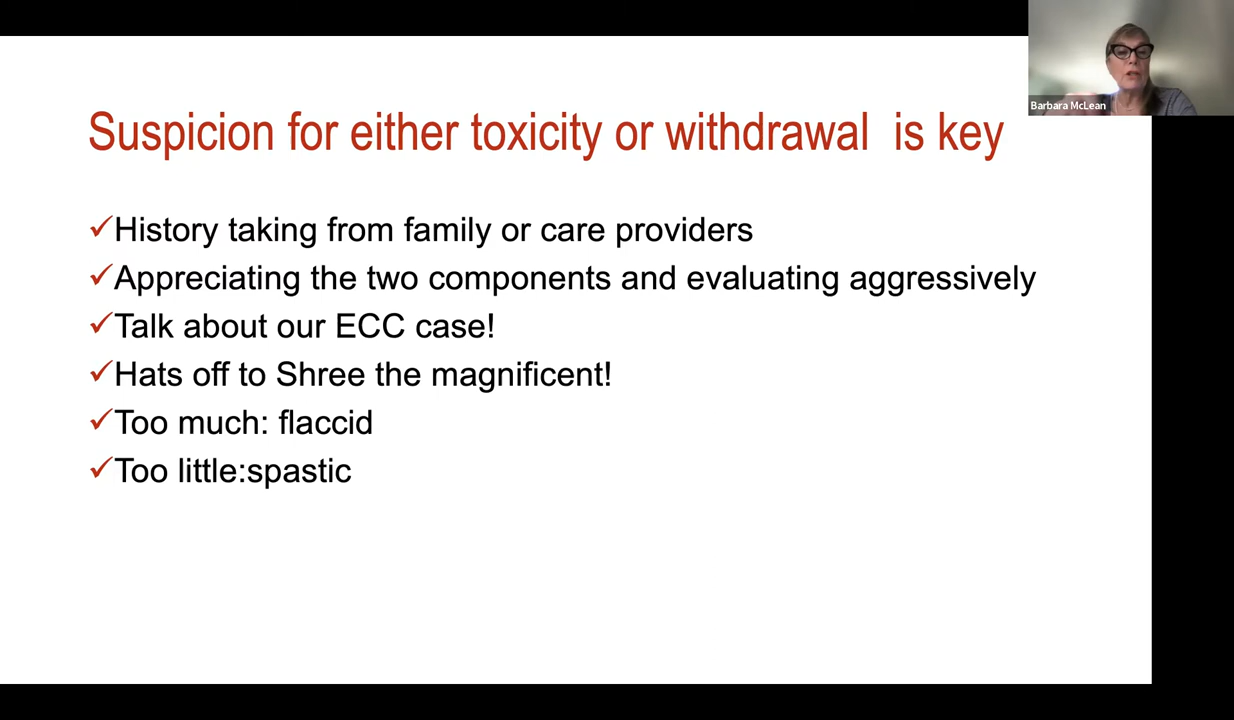 Barbara McLean
Suspicion for either toxicity or withdrawal  is key
✓History taking from family or care providers
✓Appreciating the two components and evaluating aggressively
✓Talk about our ECC case!
✓Hats off to Shree the magnificent!
✓Too much: flaccid
✓Too little:spastic